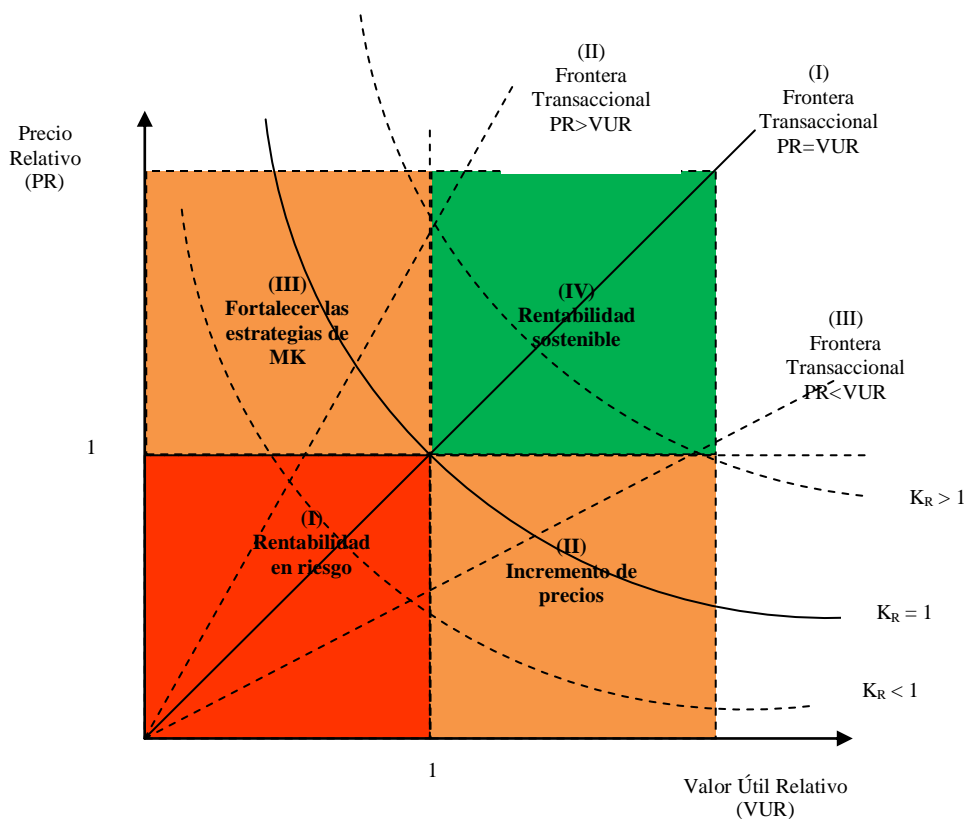 (II)
Frontera
Transaccional
PR>VUR
(I)
Frontera
Transaccional
PR=VUR
Precio
Relativo
(PR)
(III)
Fortalecer las
estrategias de
MK
(IV)
Rentabilidad
sostenible
(III)
Frontera
Transaccional
PR<VUR
1
K_R > 1
(I)
Rentabilidad
en riesgo
(II)
Incremento de
precios
K_R = 1
K_R < 1
1
Valor Útil Relativo
(VUR)